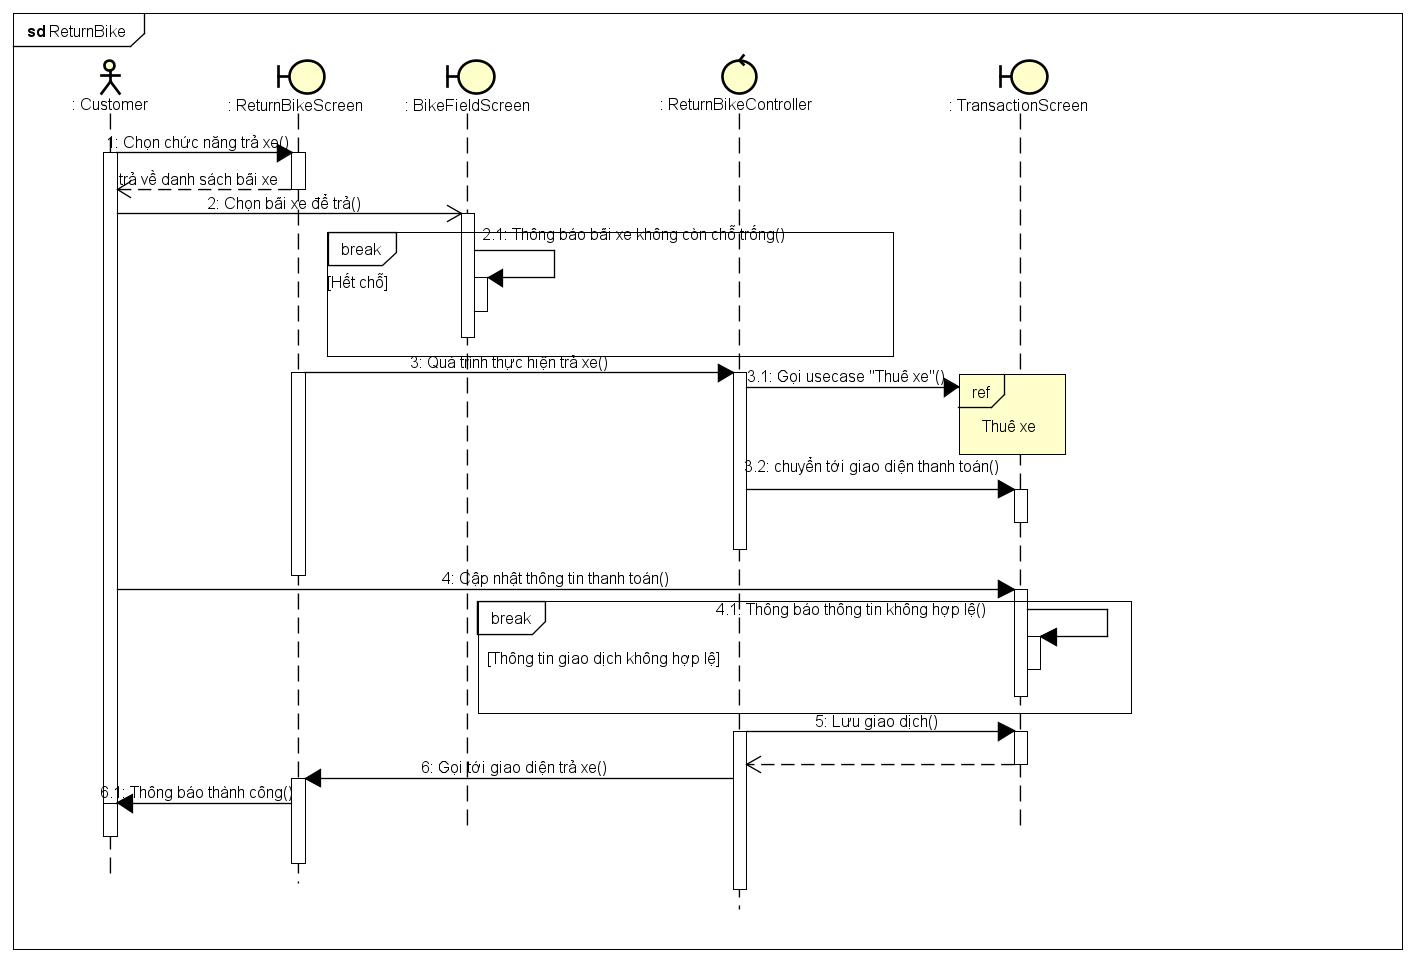 sd ReturnBike
: Customer
: ReturnBikeScreen
: BikeFieldScreen
: ReturnBikeController
: TransactionScreen
1: Chọn chức năng trả xe()
trả về danh sách bãi xe
2: Chọn bãi xe để trả()
2.1: Thông báo bãi xe không còn chỗ trống()
break
[Hết chỗ]
3: Quá trình thực hiện trả xe()
3.1: Gọi usecase "Thuê xe"()
ref
Thuê xe
3.2: chuyển tới giao diện thanh toán()
4: Cập nhật thông tin thanh toán()
4.1: Thông báo thông tin không hợp lệ()
break
[Thông tin giao dịch không hợp lệ]
5: Lưu giao dịch()
6: Gọi tới giao diện trả xe()
6.1: Thông báo thành công()